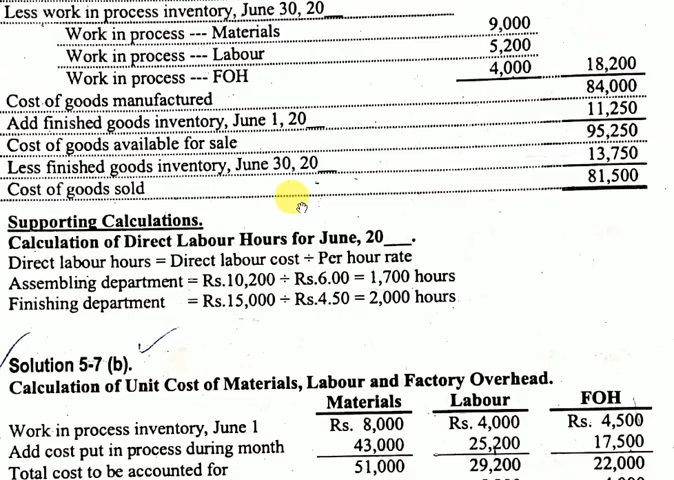 Less work in process inventory, June 30, 20__
Work in process --- Materials 9,000
Work in process --- Labour 5,200
Work in process --- FOH 4,000 18,200
Cost of goods manufactured 84,000
Add finished goods inventory, June 1, 20__ 11,250
Cost of goods available for sale 95,250
Less finished goods inventory, June 30, 20__ 13,750
Cost of goods sold 81,500
Supporting Calculations.
Calculation of Direct Labour Hours for June, 20___.
Direct labour hours = Direct labour cost ÷ Per hour rate
Assembling department = Rs.10,200 ÷ Rs.6.00 = 1,700 hours
Finishing department = Rs.15,000 ÷ Rs.4.50 = 2,000 hours
Solution 5-7 (b).
Calculation of Unit Cost of Materials, Labour and Factory Overhead.
Materials Labour FOH
Work in process inventory, June 1 Rs. 8,000 Rs. 4,000 Rs. 4,500
Add cost put in process during month 43,000 25,200 17,500
Total cost to be accounted for 51,000 29,200 22,000